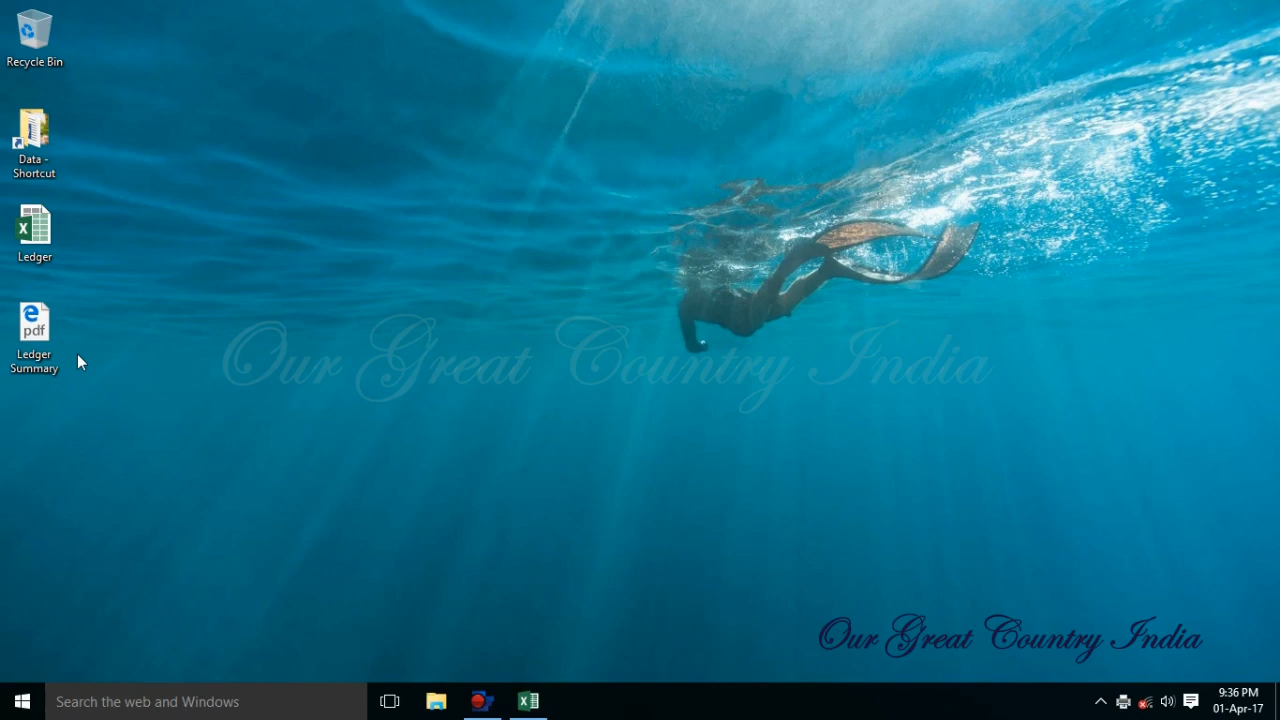 Recycle Bin
Data -
Shortcut
X
Ledger
e
pdf
Ledger
Summary
Our Great Country India
Our Great Country India
Search the web and Windows
X
9:36 PM
01-Apr-17